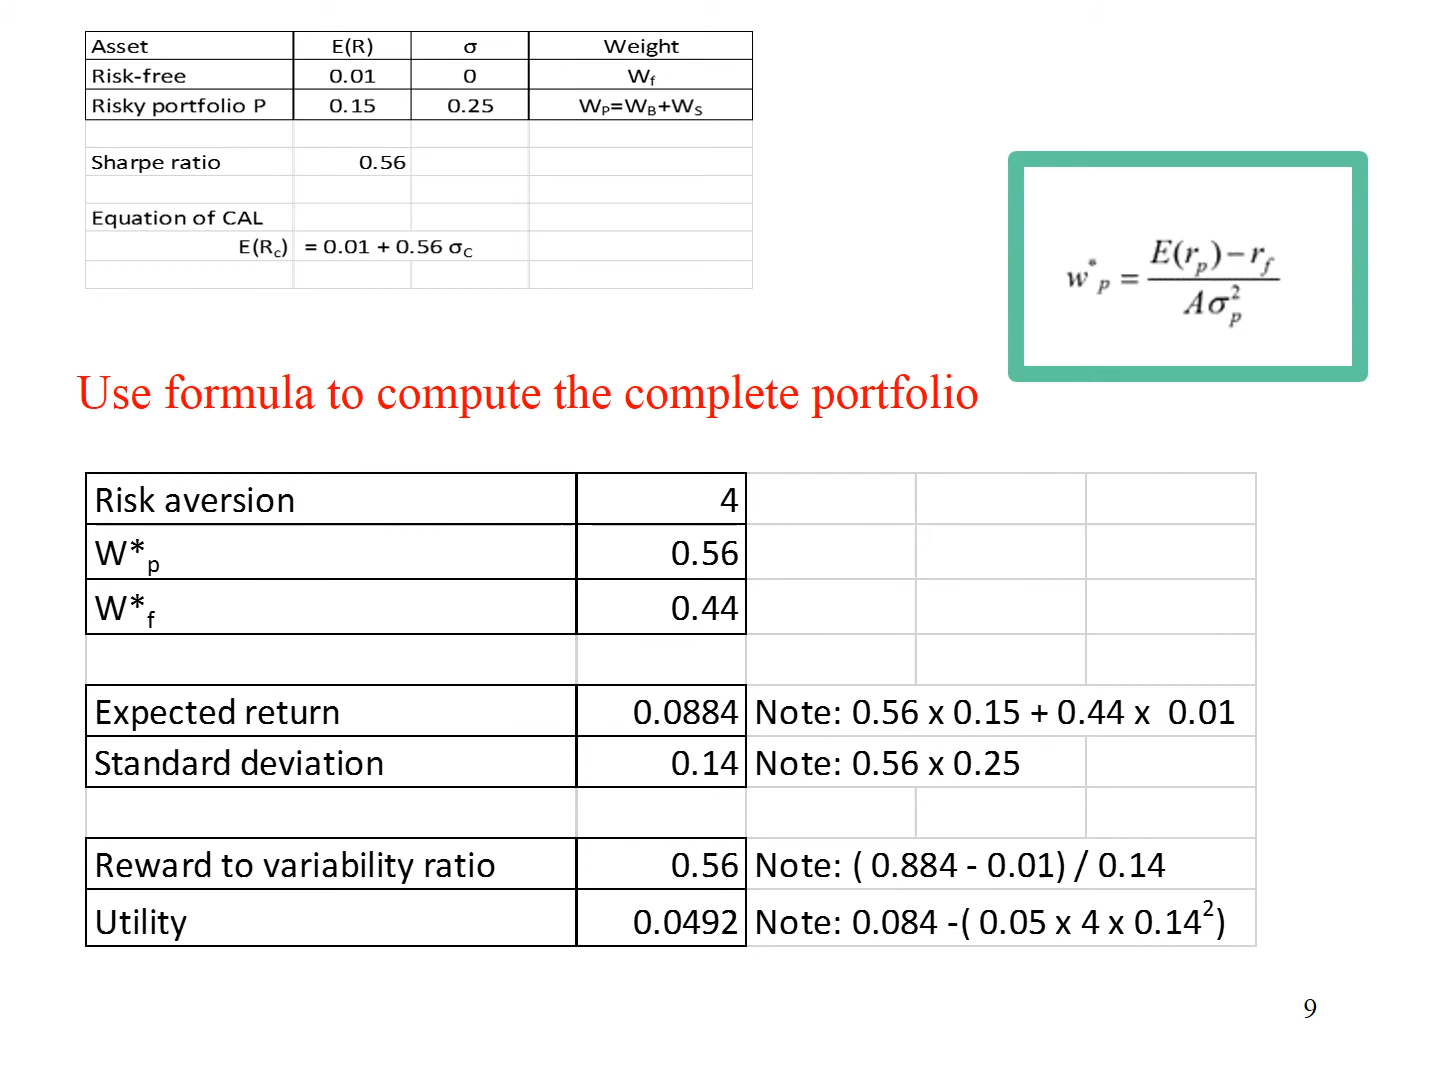 Asset E(R) σ Weight
Risk-free 0.01 0 Wf
Risky portfolio P 0.15 0.25 WP=WB+WS
Sharpe ratio 0.56
Equation of CAL
E(Rc) = 0.01 + 0.56 σC
w*p = E(rp) − rf / Aσp²
Use formula to compute the complete portfolio
Risk aversion 4
W*p 0.56
W*f 0.44
Expected return 0.0884 Note: 0.56 x 0.15 + 0.44 x 0.01
Standard deviation 0.14 Note: 0.56 x 0.25
Reward to variability ratio 0.56 Note: ( 0.884 - 0.01) / 0.14
Utility 0.0492 Note: 0.084 -( 0.05 x 4 x 0.14²)
9